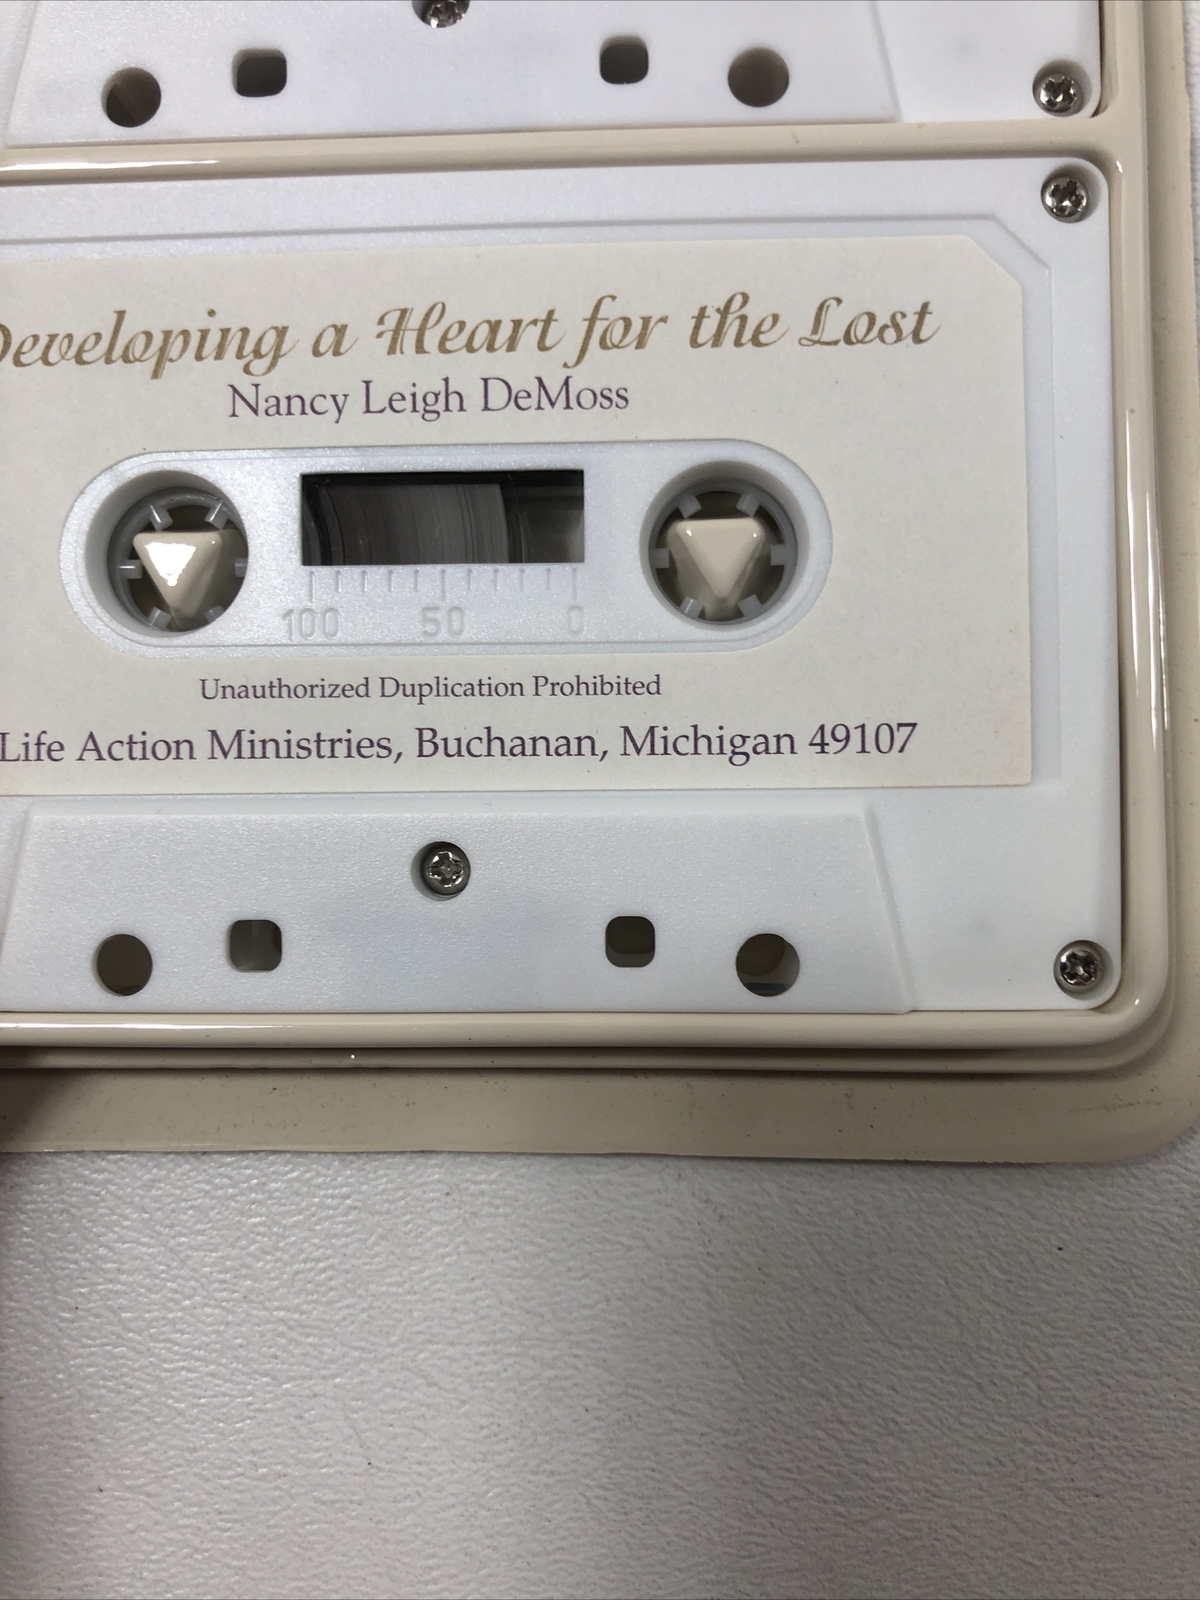 Developing a Heart for the Lost
Nancy Leigh DeMoss
100 50 0
Unauthorized Duplication Prohibited
Life Action Ministries, Buchanan, Michigan 49107